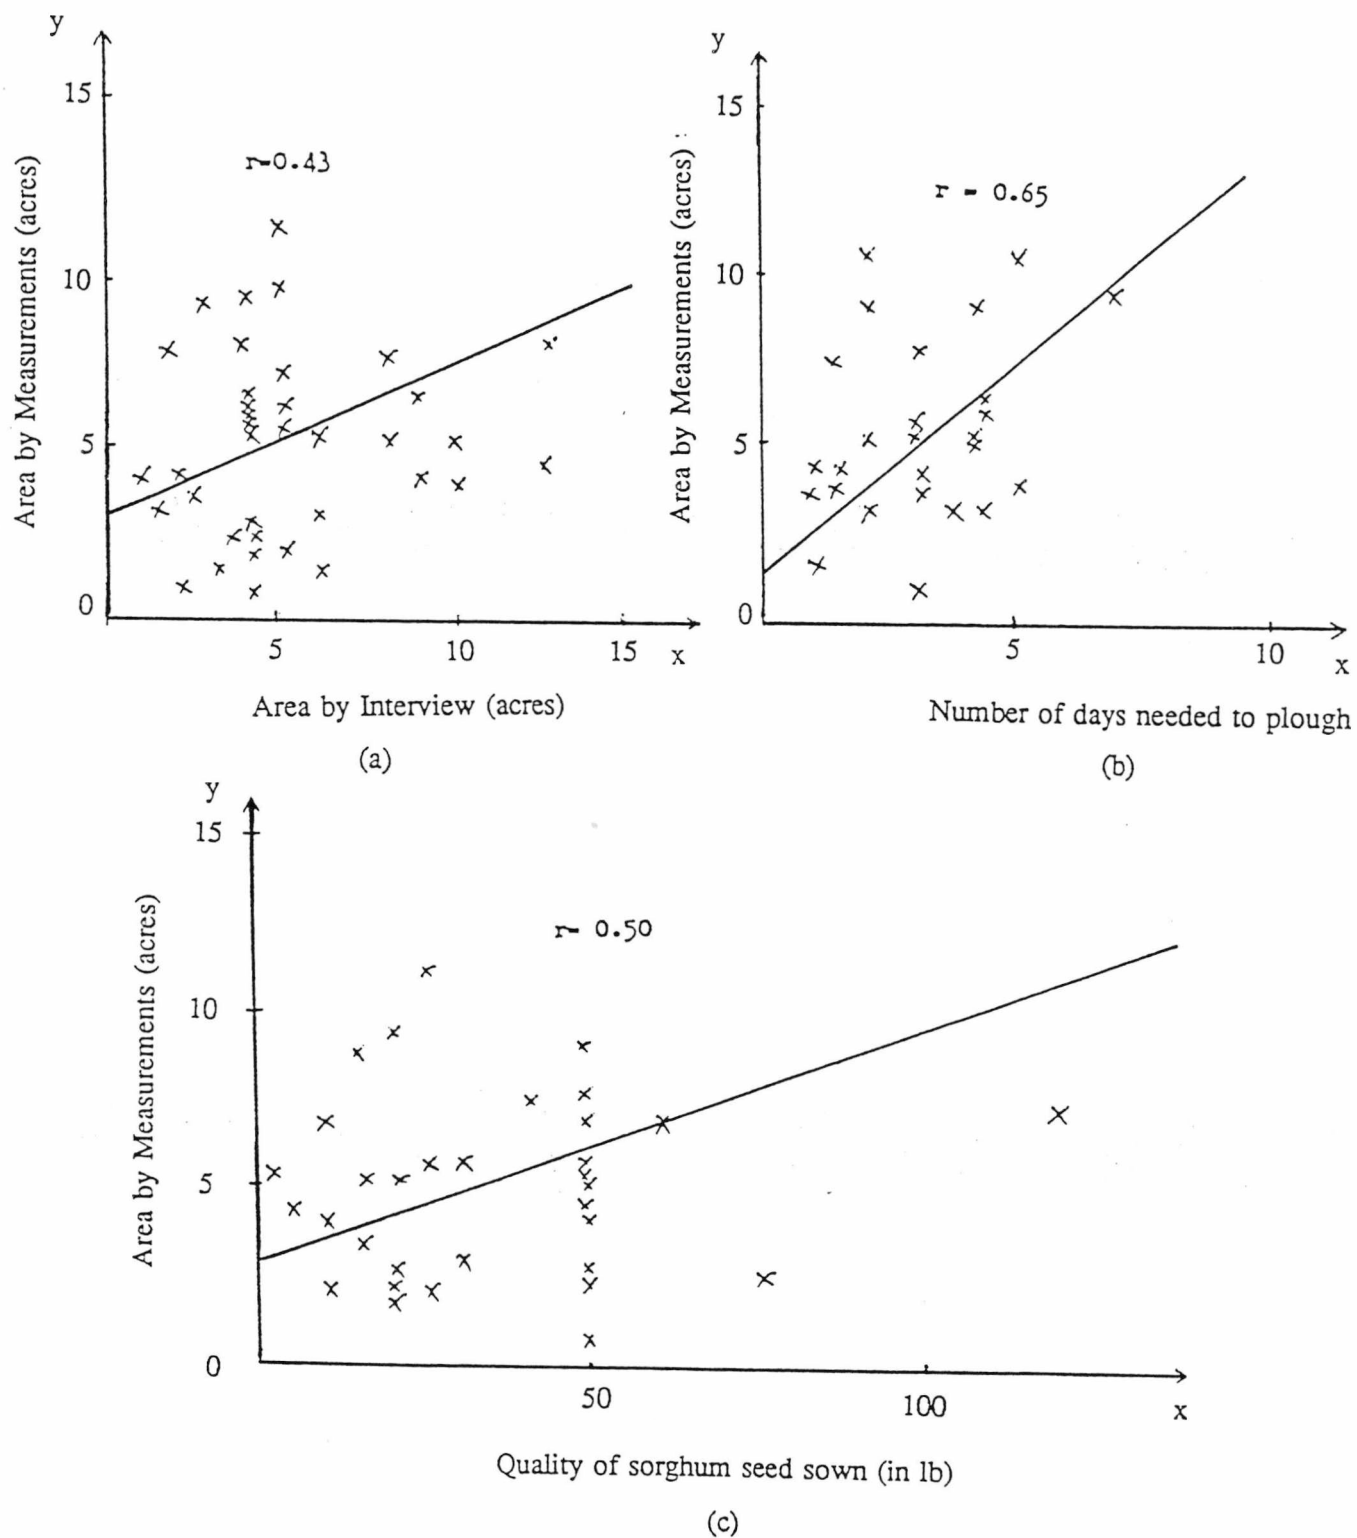 y
15
r=0.43
Area by Measurements (acres)
10
5
0
5 10 15 x
Area by Interview (acres)
(a)
y
15
r = 0.65
Area by Measurements (acres)
10
5
0
5 10
x
Number of days needed to plough
(b)
y
15
r= 0.50
Area by Measurements (acres)
10
5
0
50 100 x
Quality of sorghum seed sown (in lb)
(c)